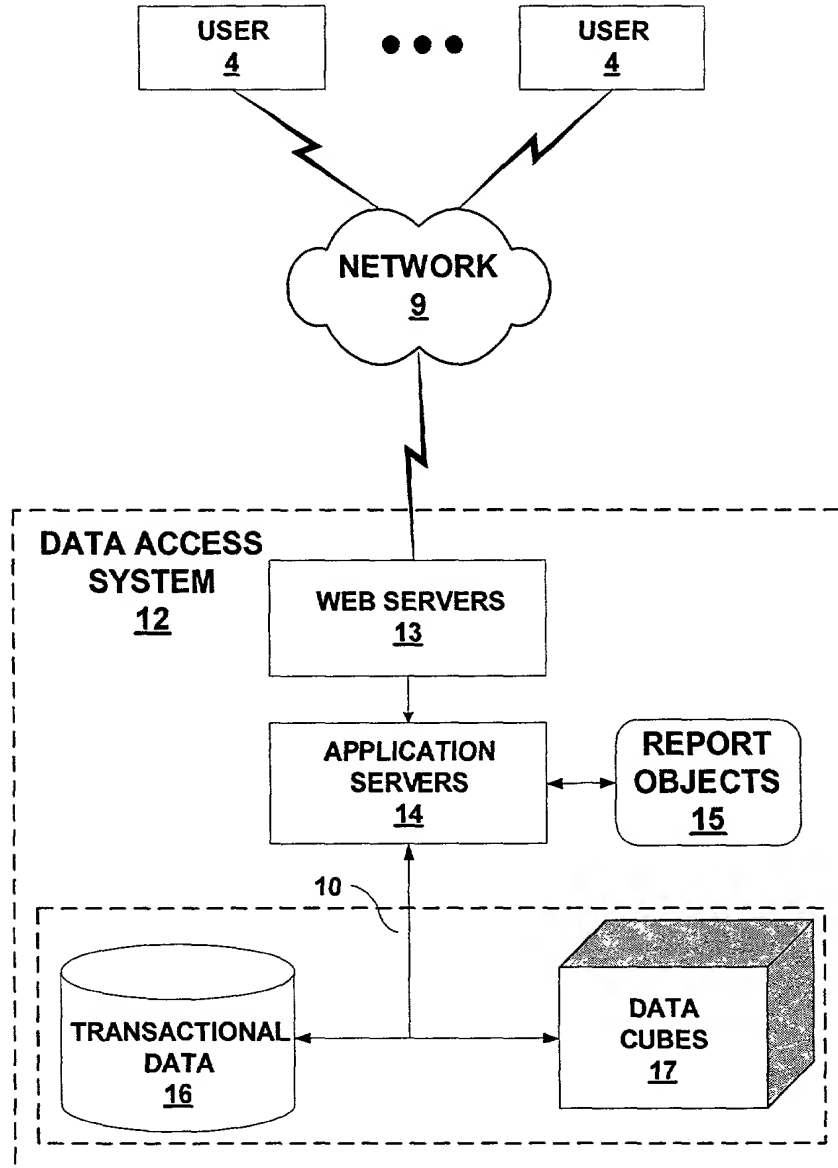 USER
4
USER
4
NETWORK
9
DATA ACCESS
SYSTEM
12
WEB SERVERS
13
APPLICATION
SERVERS
14
REPORT
OBJECTS
15
10
TRANSACTIONAL
DATA
16
DATA
CUBES
17